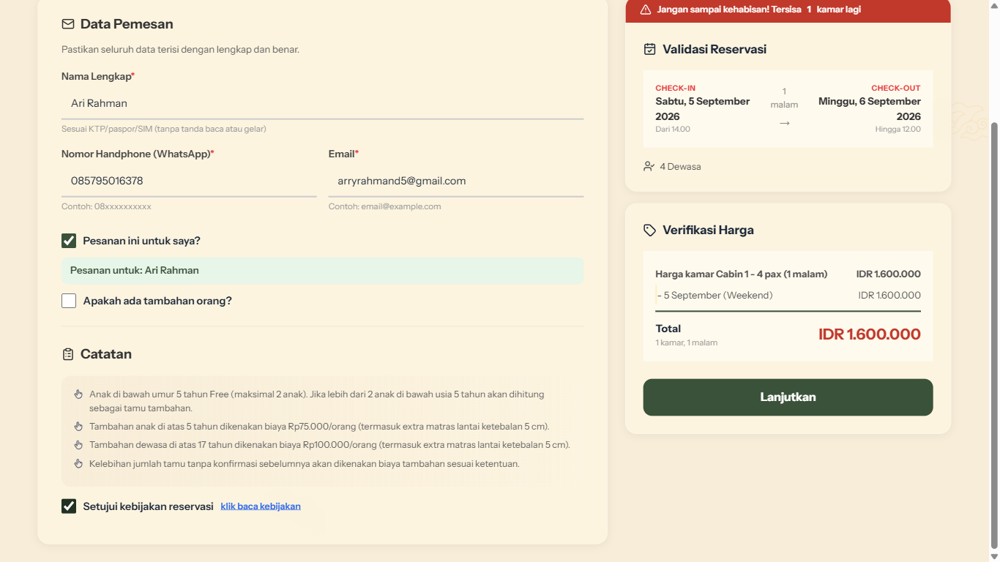 Data Pemesan
Pastikan seluruh data terisi dengan lengkap dan benar.
Nama Lengkap*
Ari Rahman
Sesuai KTP/paspor/SIM (tanpa tanda baca atau gelar)
Nomor Handphone (WhatsApp)*
085795016378
Contoh: 08xxxxxxxxxx
Email*
arryrahmand5@gmail.com
Contoh: email@example.com
Pesanan ini untuk saya?
Pesanan untuk: Ari Rahman
Apakah ada tambahan orang?
Catatan
Anak di bawah umur 5 tahun Free (maksimal 2 anak). Jika lebih dari 2 anak di bawah usia 5 tahun akan dihitung
sebagai tamu tambahan.
Tambahan anak di atas 5 tahun dikenakan biaya Rp75.000/orang (termasuk extra matras lantai ketebalan 5 cm).
Tambahan dewasa di atas 17 tahun dikenakan biaya Rp100.000/orang (termasuk extra matras lantai ketebalan 5 cm).
Kelebihan jumlah tamu tanpa konfirmasi sebelumnya akan dikenakan biaya tambahan sesuai ketentuan.
Setujui kebijakan reservasi klik baca kebijakan
Jangan sampai kehabisan! Tersisa 1 kamar lagi
Validasi Reservasi
CHECK-IN
Sabtu, 5 September
2026
Dari 14.00
1
malam
→
CHECK-OUT
Minggu, 6 September
2026
Hingga 12.00
4 Dewasa
Verifikasi Harga
Harga kamar Cabin 1 - 4 pax (1 malam) IDR 1.600.000
- 5 September (Weekend) IDR 1.600.000
Total
1 kamar, 1 malam
IDR 1.600.000
Lanjutkan